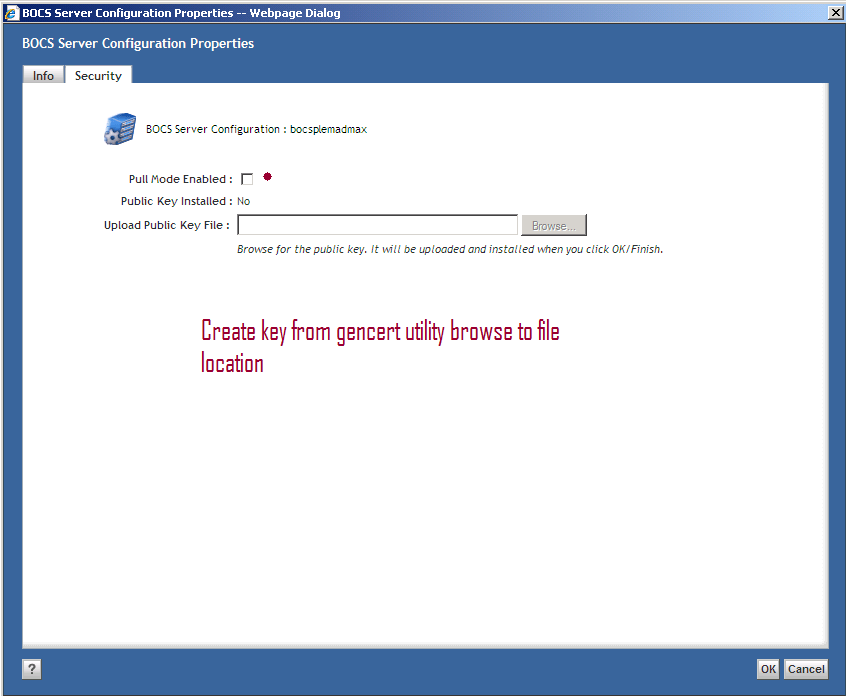 BOCS Server Configuration Properties -- Webpage Dialog
BOCS Server Configuration Properties
Info Security
BOCS Server Configuration : bocsplemadmax
Pull Mode Enabled :
Public Key Installed : No
Upload Public Key File : Browse...
Browse for the public key. It will be uploaded and installed when you click OK/Finish.
Create key from gencert utility browse to file
location
? OK Cancel